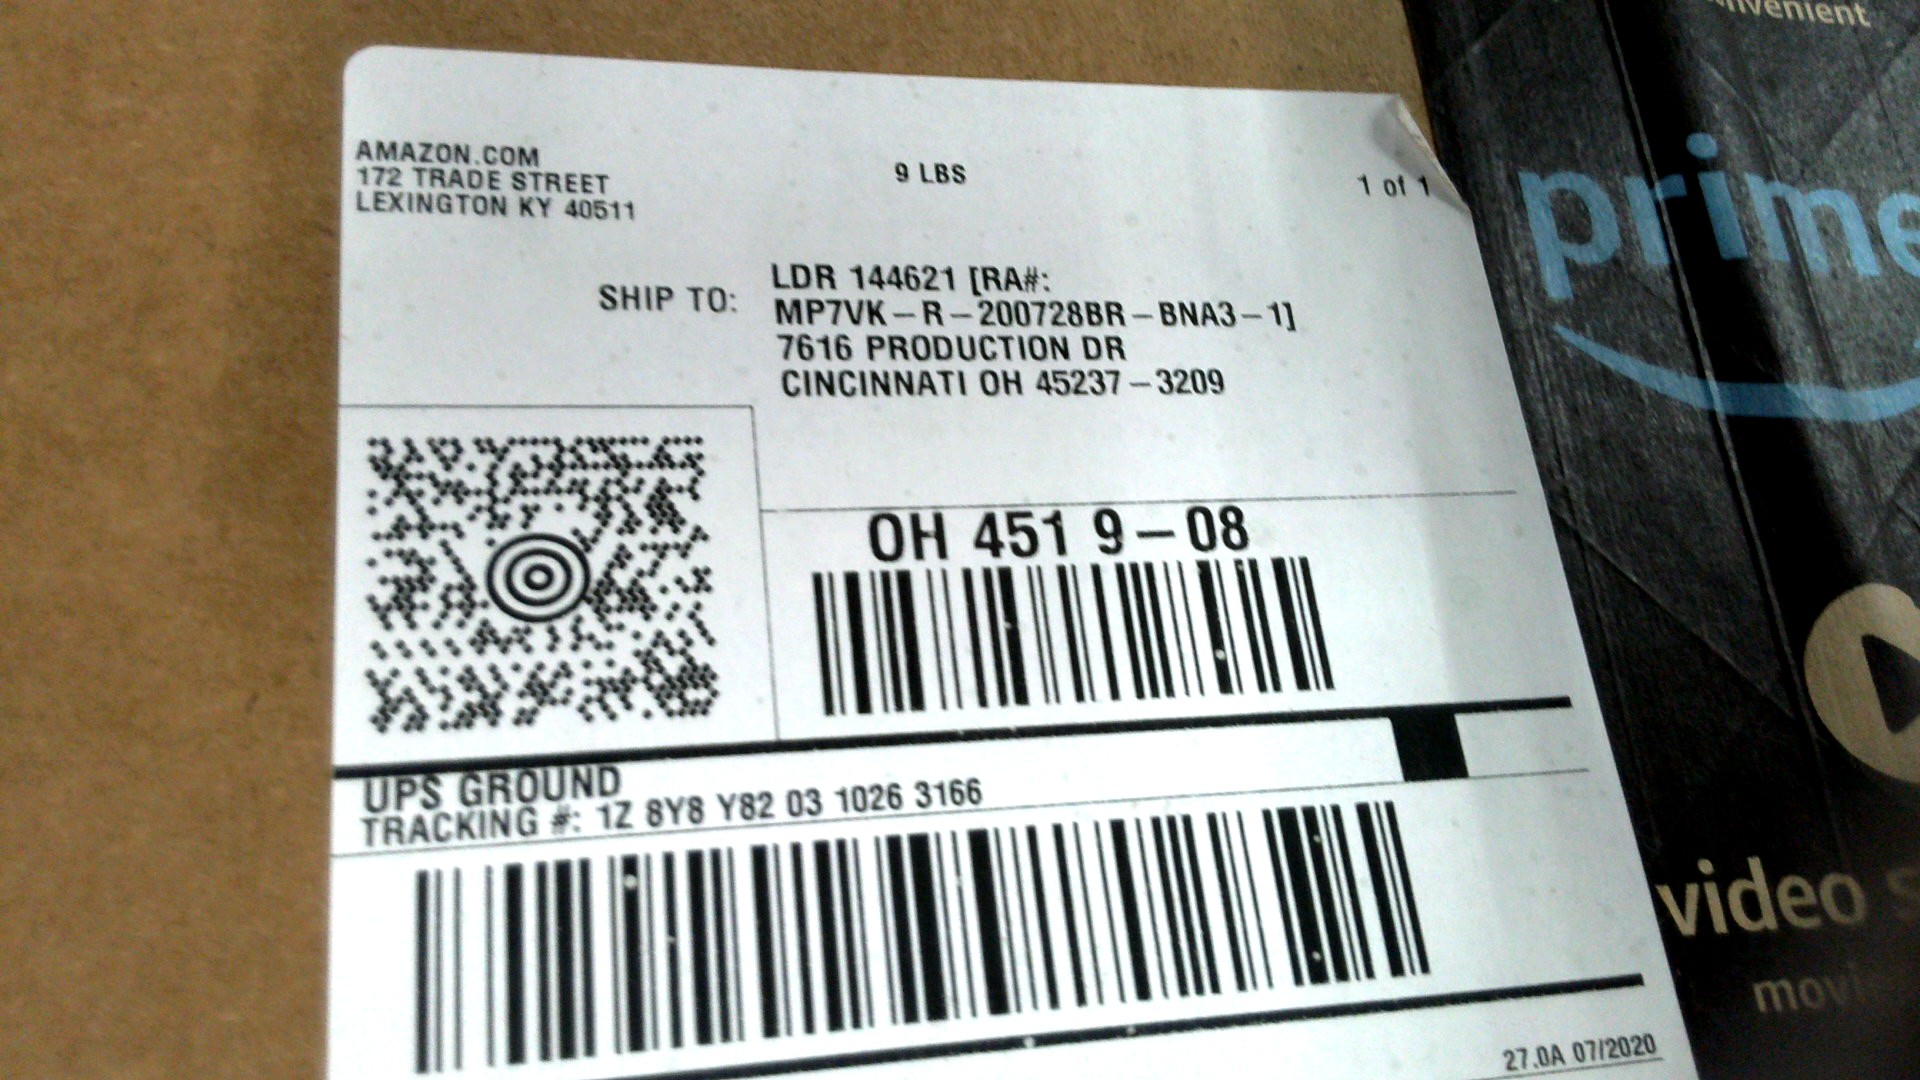 AMAZON.COM
172 TRADE STREET
LEXINGTON KY 40511
9 LBS
1 of 1
SHIP TO:
LDR 144621 [RA#:
MP7VK-R-200728BR-BNA3-1]
7616 PRODUCTION DR
CINCINNATI OH 45237-3209
OH 451 9-08
UPS GROUND
TRACKING #: 1Z 8Y8 Y82 03 1026 3166
27.0A 07/2020
prime
video